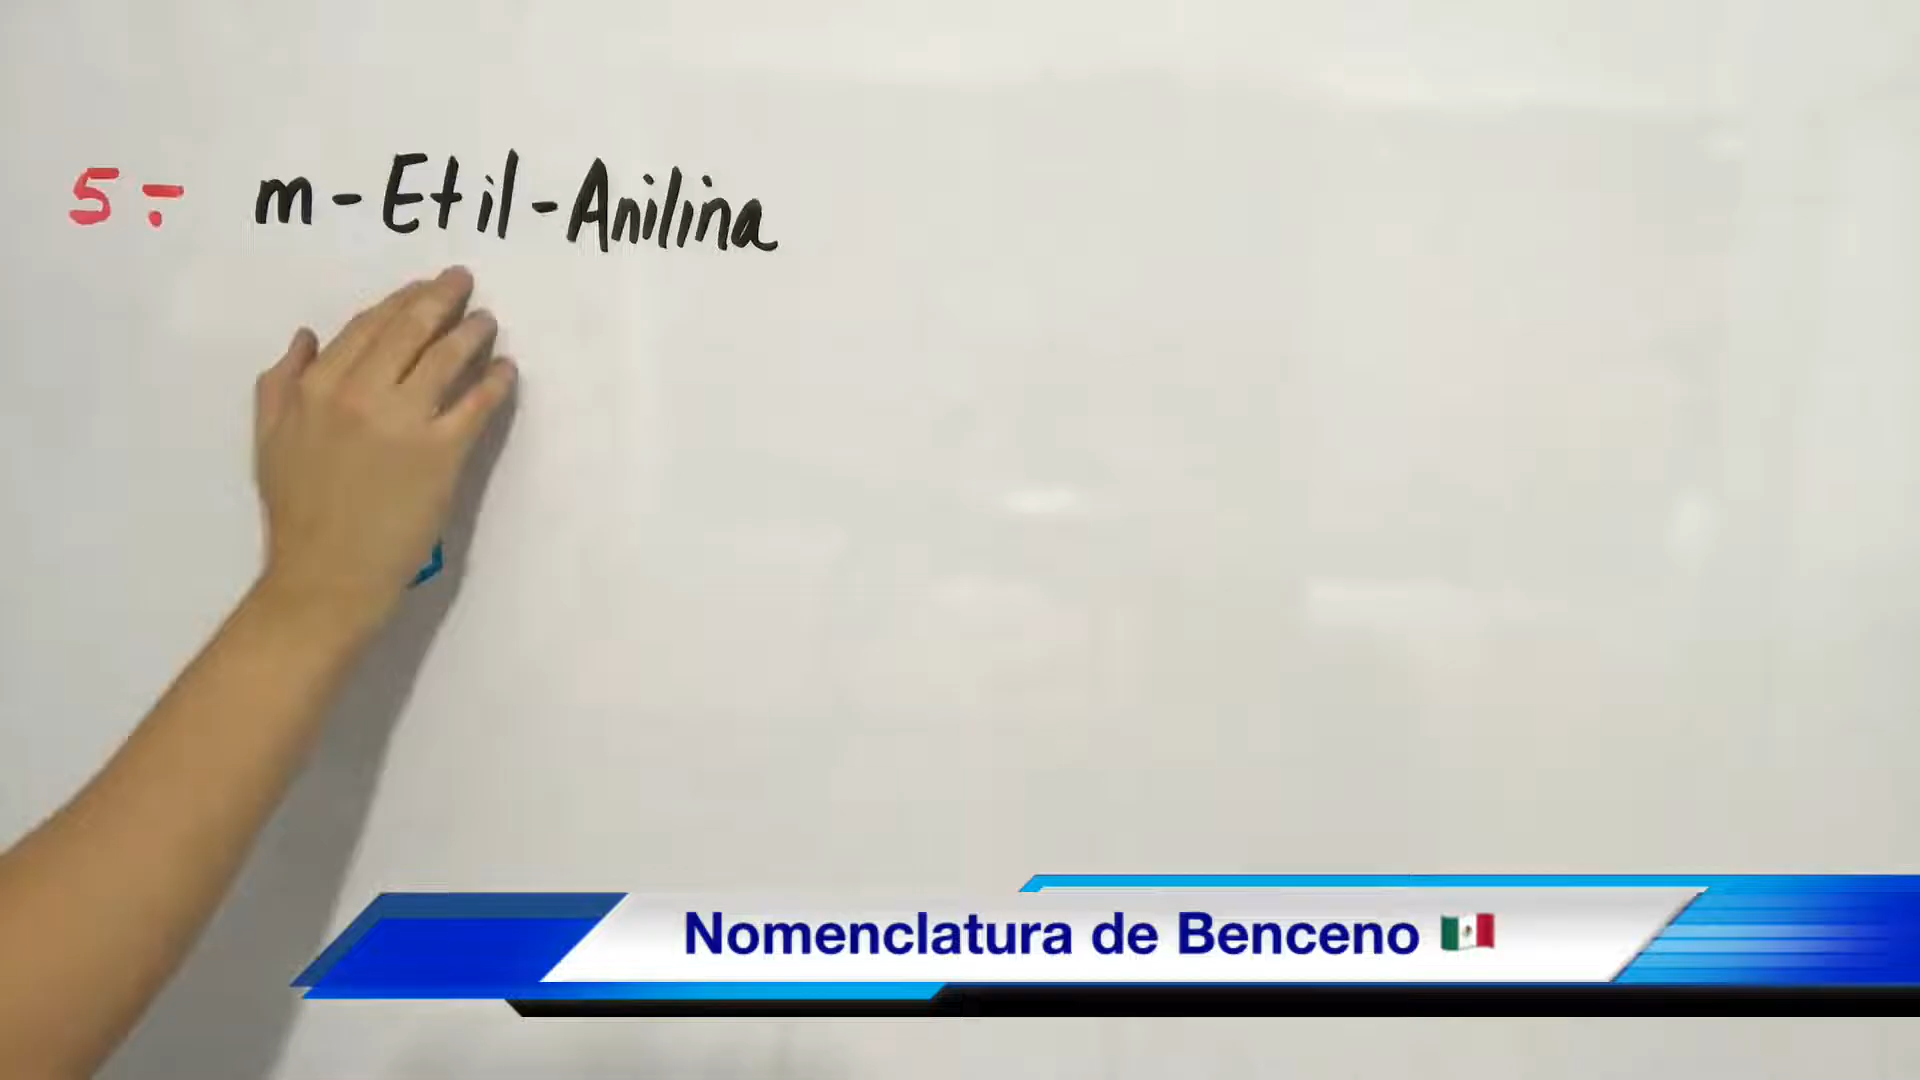 5.- m-Etil-Anilina
Nomenclatura de Benceno 🇲🇽